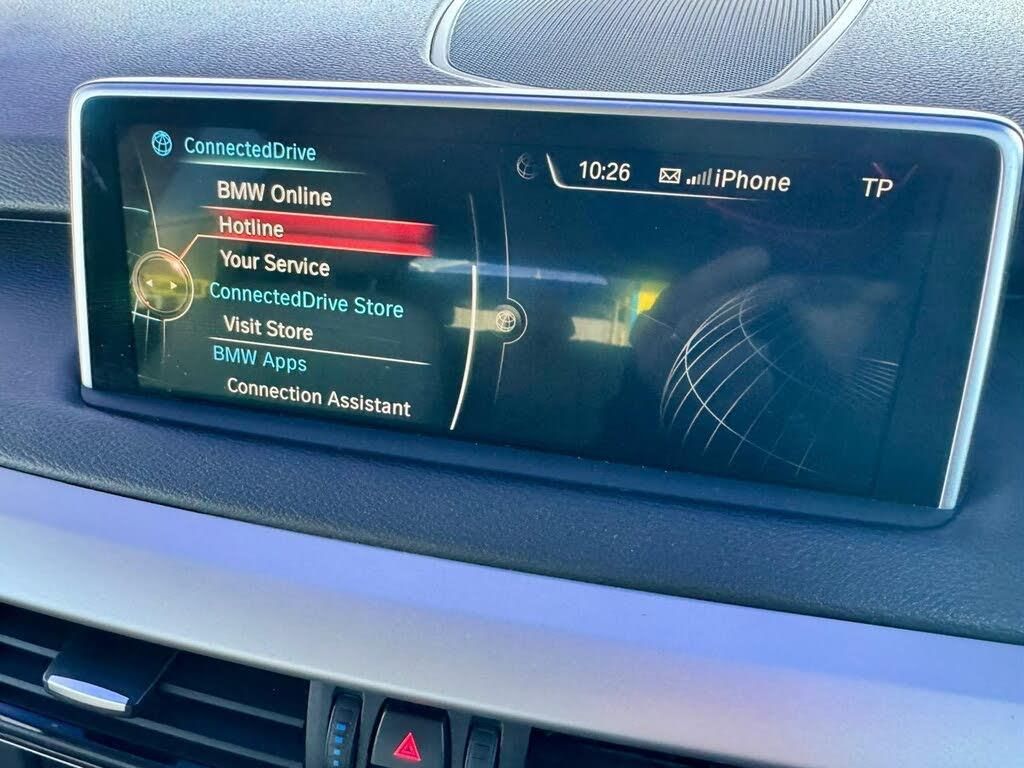 ConnectedDrive
10:26 iPhone TP
BMW Online
Hotline
Your Service
ConnectedDrive Store
Visit Store
BMW Apps
Connection Assistant